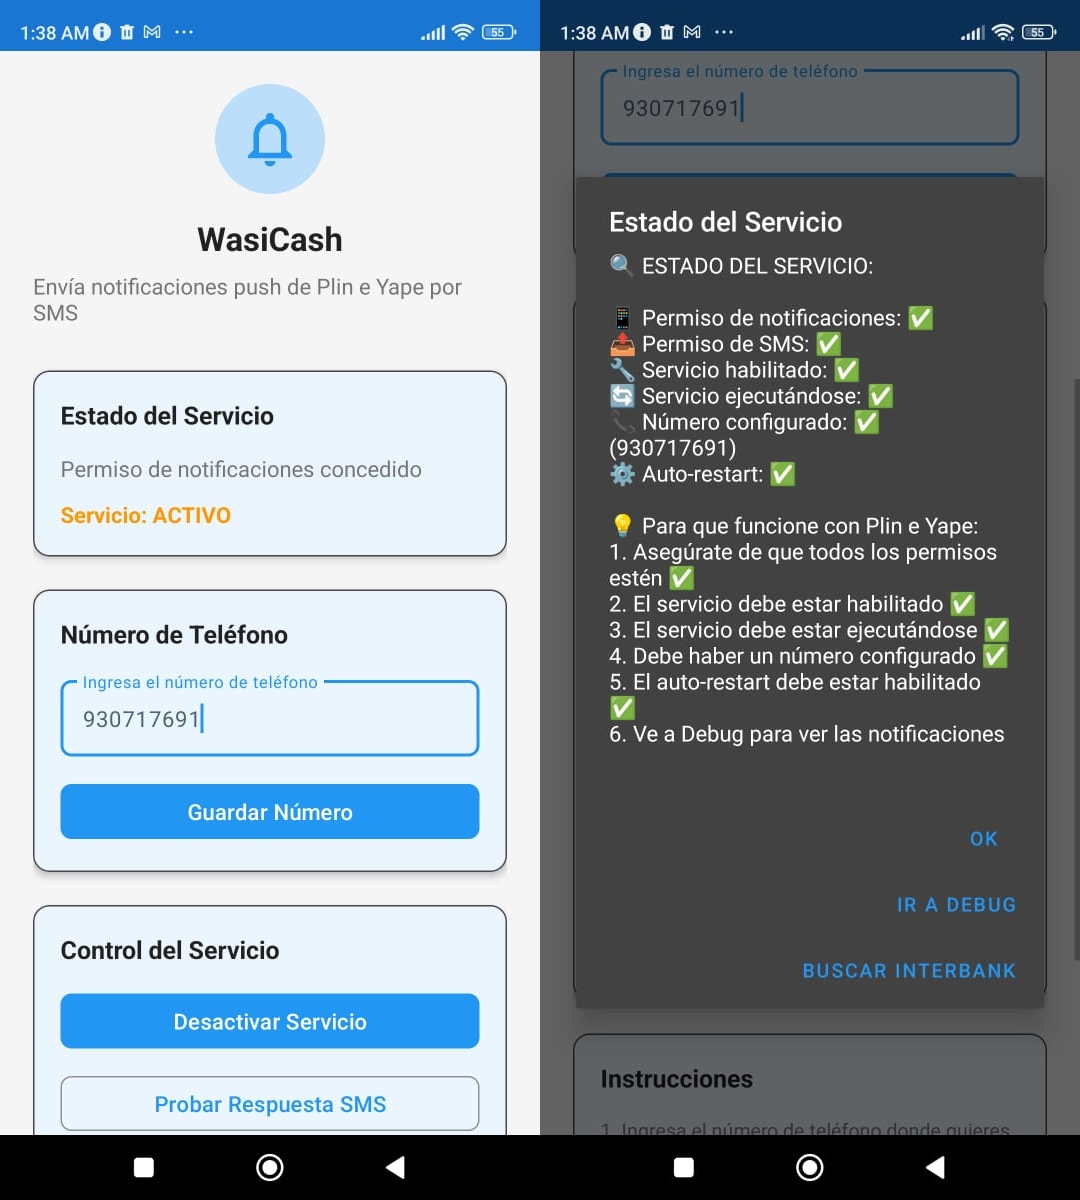 1:38 AM
55
WasiCash
Envía notificaciones push de Plin e Yape por
SMS
Estado del Servicio
Permiso de notificaciones concedido
Servicio: ACTIVO
Número de Teléfono
Ingresa el número de teléfono
930717691
Guardar Número
Control del Servicio
Desactivar Servicio
Probar Respuesta SMS
1:38 AM
55
Ingresa el número de teléfono
930717691
Estado del Servicio
🔍 ESTADO DEL SERVICIO:
📱 Permiso de notificaciones: ✅
📤 Permiso de SMS: ✅
🔧 Servicio habilitado: ✅
🔄 Servicio ejecutándose: ✅
📞 Número configurado: ✅
(930717691)
⚙️ Auto-restart: ✅
💡 Para que funcione con Plin e Yape:
1. Asegúrate de que todos los permisos
estén ✅
2. El servicio debe estar habilitado ✅
3. El servicio debe estar ejecutándose ✅
4. Debe haber un número configurado ✅
5. El auto-restart debe estar habilitado
✅
6. Ve a Debug para ver las notificaciones
OK
IR A DEBUG
BUSCAR INTERBANK
Instrucciones
1. Ingresa el número de teléfono donde quieres